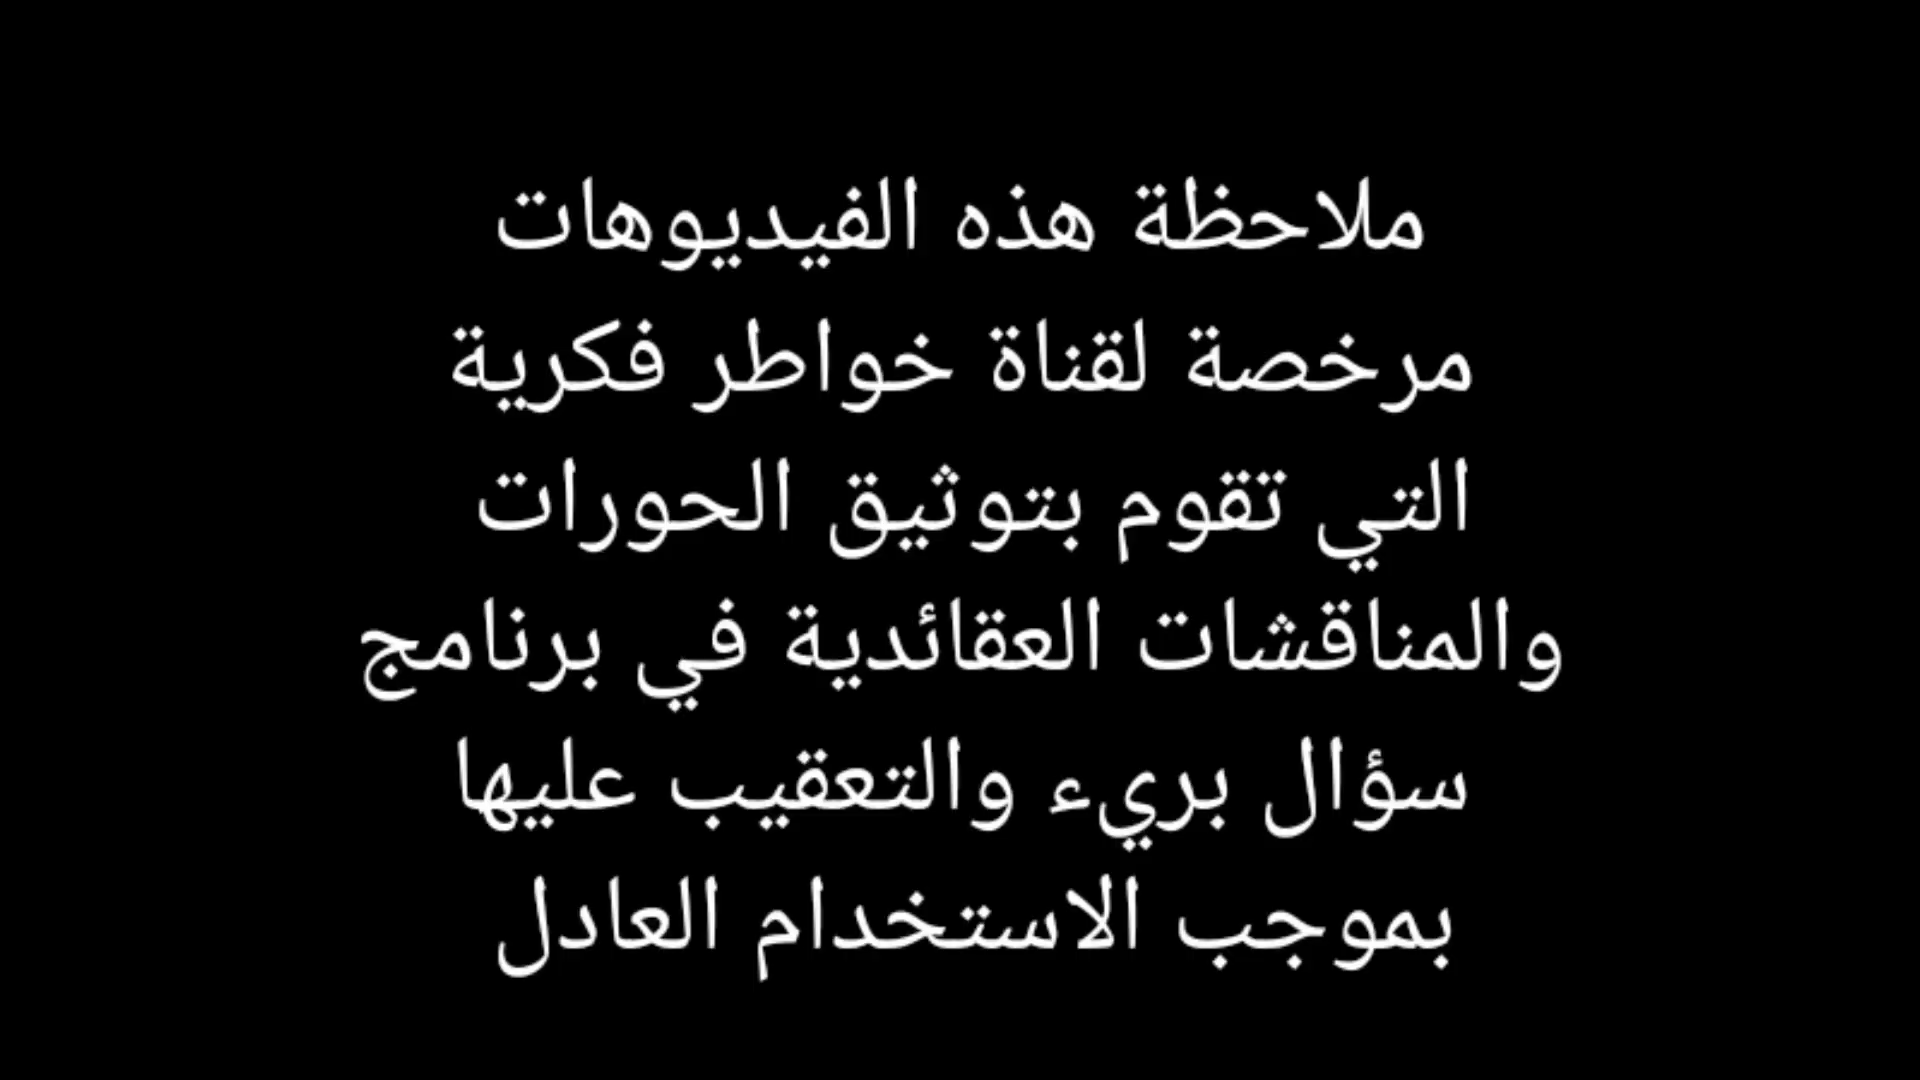 ملاحظة هذه الفيديوهات
مرخصة لقناة خواطر فكرية
التي تقوم بتوثيق الحورات
والمناقشات العقائدية في برنامج
سؤال بريء والتعقيب عليها
بموجب الاستخدام العادل